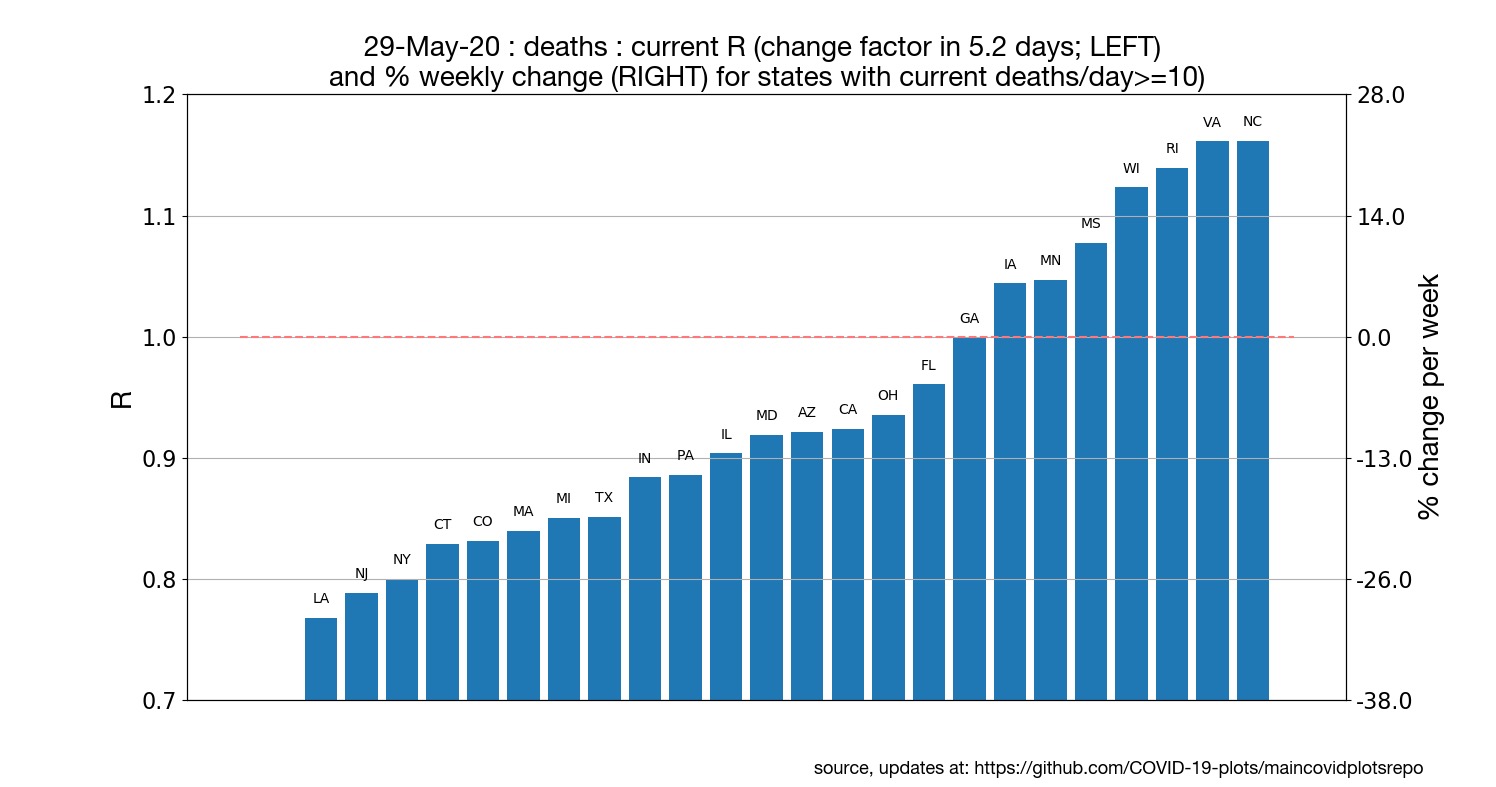 29-May-20 : deaths : current R (change factor in 5.2 days; LEFT)
and % weekly change (RIGHT) for states with current deaths/day>=10)
1.2
1.1
1.0
0.9
0.8
0.7
R
LA
NJ
NY
CT
CO
MA
MI
TX
IN
PA
IL
MD
AZ
CA
OH
FL
GA
IA
MN
MS
WI
RI
VA
NC
28.0
14.0
0.0
-13.0
-26.0
-38.0
% change per week
source, updates at: https://github.com/COVID-19-plots/maincovidplotsrepo